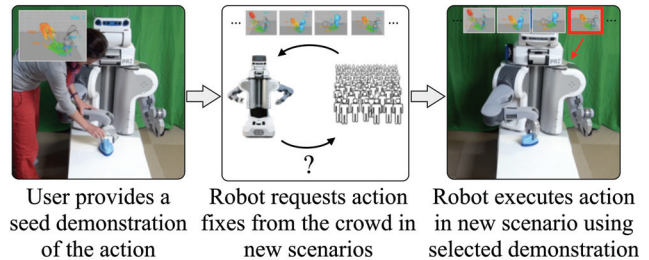 ...
...
PR2
?
...
...
PR2
User provides a
seed demonstration
of the action
Robot requests action
fixes from the crowd in
new scenarios
Robot executes action
in new scenario using
selected demonstration